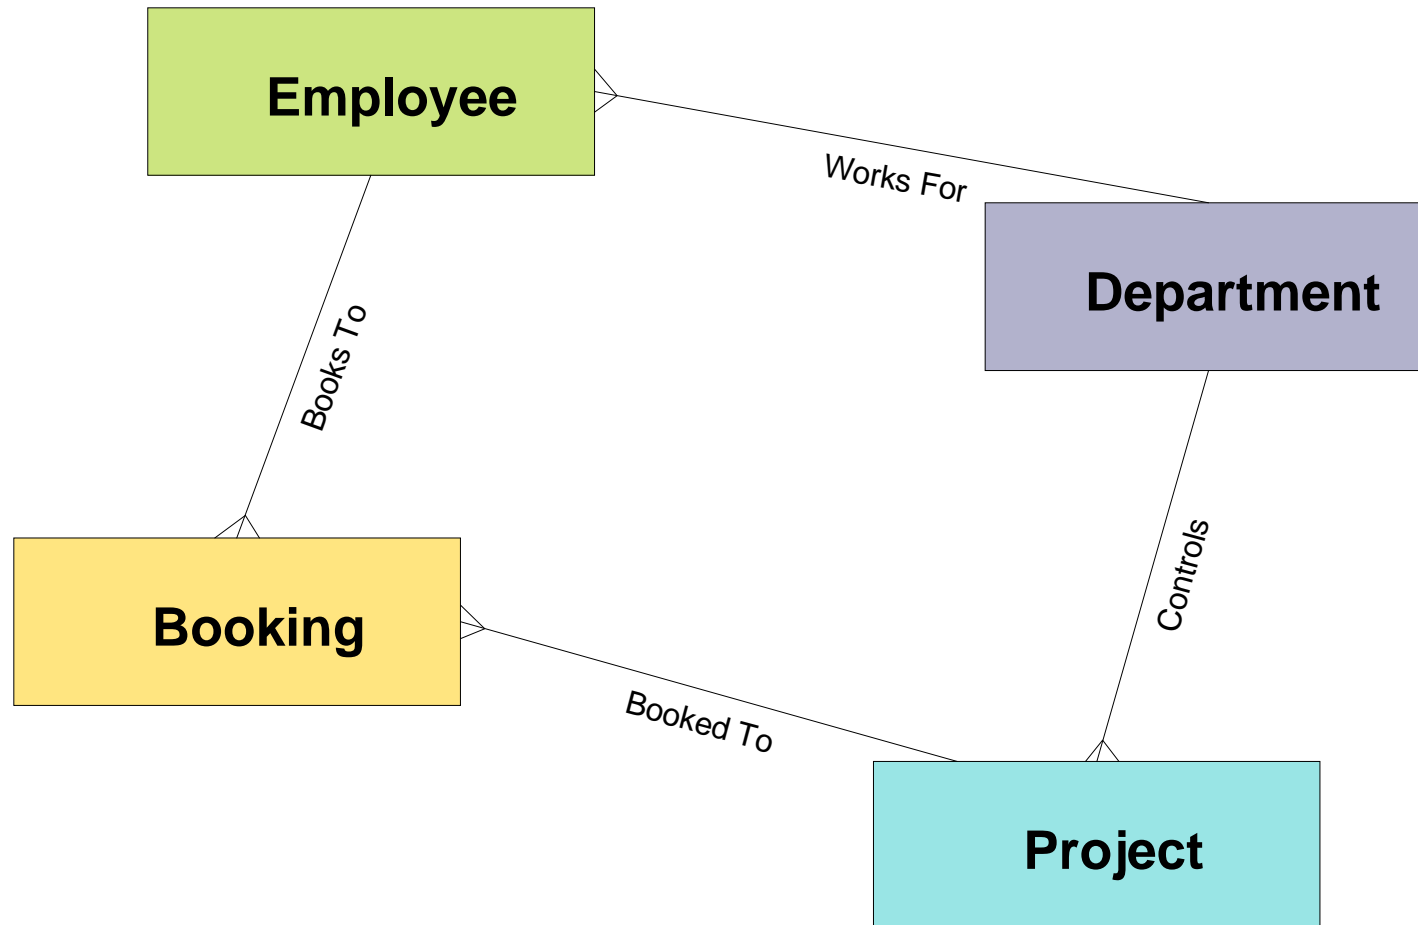 Employee
Works For
Department
Books To
Controls
Booking
Booked To
Project